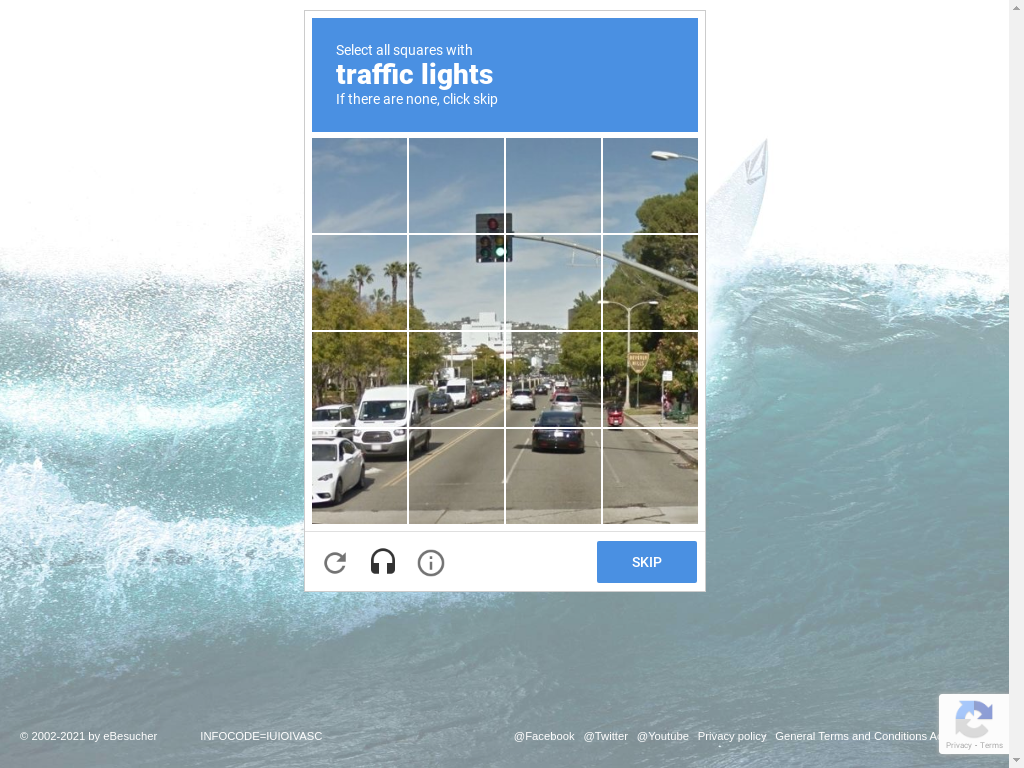 Select all squares with
traffic lights
If there are none, click skip
SKIP
© 2002-2021 by eBesucher INFOCODE=IUIOIVASC @Facebook @Twitter @Youtube Privacy policy General Terms and Conditions
Privacy - Terms